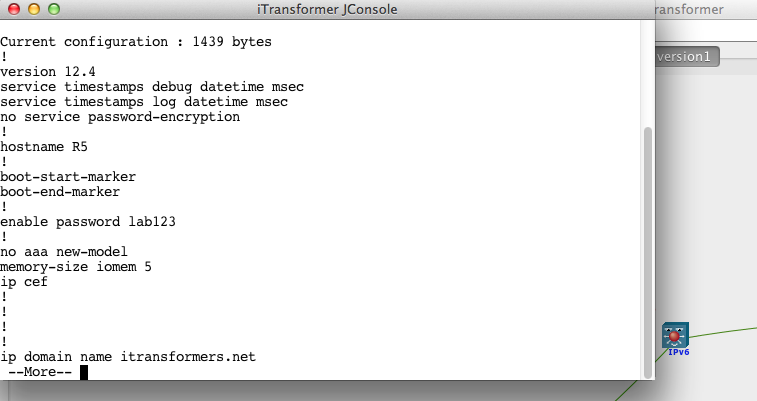 iTransformer JConsole
ransformer
version1
Current configuration : 1439 bytes
!
version 12.4
service timestamps debug datetime msec
service timestamps log datetime msec
no service password-encryption
!
hostname R5
!
boot-start-marker
boot-end-marker
!
enable password lab123
!
no aaa new-model
memory-size iomem 5
ip cef
!
!
!
!
ip domain name itransformers.net
--More--
IPv6